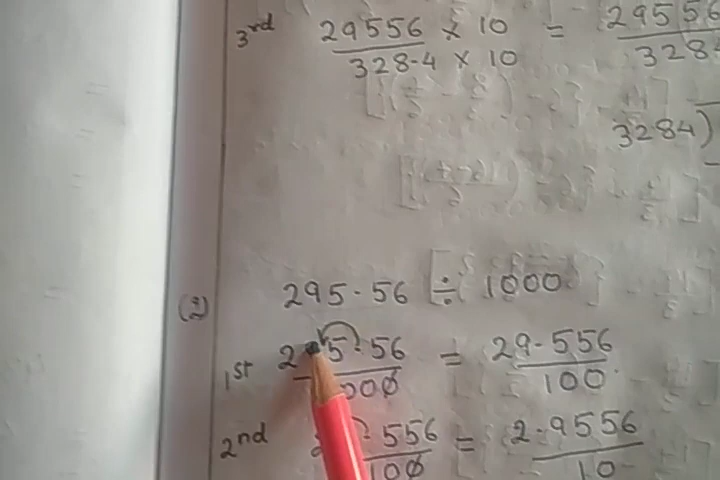 3rd 29556 × 10 = 29556
328.4 × 10 3284
3284)
(2) 295.56 ÷ 1000
1st 295.56 = 29.556
1000 100
2nd .556 = 2.9556
100 10